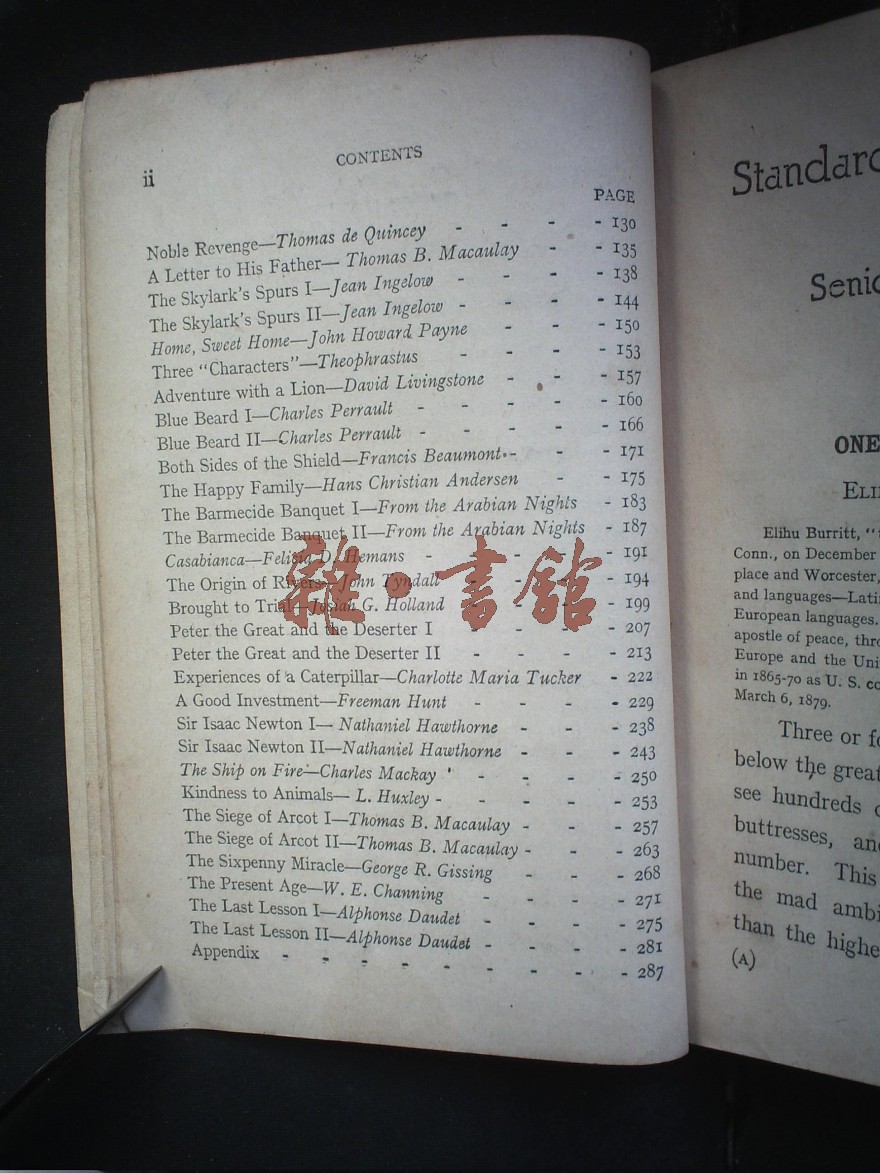 ii
CONTENTS
PAGE
Noble Revenge—Thomas de Quincey - - - - 130
A Letter to His Father— Thomas B. Macaulay - - 135
The Skylark's Spurs I—Jean Ingelow - - - - 138
The Skylark's Spurs II—Jean Ingelow - - - - 144
Home, Sweet Home—John Howard Payne - - - 150
Three "Characters"—Theophrastus - - - - 153
Adventure with a Lion—David Livingstone - - - 157
Blue Beard I—Charles Perrault - - - - - 160
Blue Beard II—Charles Perrault - - - - - 166
Both Sides of the Shield—Francis Beaumont - - - 171
The Happy Family—Hans Christian Andersen - - - 175
The Barmecide Banquet I—From the Arabian Nights - 183
The Barmecide Banquet II—From the Arabian Nights - 187
Casabianca—Felicia D. Hemans - - - - - 191
The Origin of Rivers—John Tyndall - - - - 194
Brought to Trial—Josiah G. Holland - - - - 199
Peter the Great and the Deserter I - - - - 207
Peter the Great and the Deserter II - - - - 213
Experiences of a Caterpillar—Charlotte Maria Tucker - 222
A Good Investment—Freeman Hunt - - - - 229
Sir Isaac Newton I— Nathaniel Hawthorne - - - 238
Sir Isaac Newton II—Nathaniel Hawthorne - - - 243
The Ship on Fire—Charles Mackay - - - - 250
Kindness to Animals— L. Huxley - - - - - 253
The Siege of Arcot I—Thomas B. Macaulay - - - 257
The Siege of Arcot II—Thomas B. Macaulay - - - 263
The Sixpenny Miracle—George R. Gissing - - - 268
The Present Age—W. E. Channing - - - - 271
The Last Lesson I—Alphonse Daudet - - - - 275
The Last Lesson II—Alphonse Daudet - - - - 281
Appendix - - - - - - - - - 287
雜·書館
Standard
Senio
ONE
ELI
Elihu Burritt, "
Conn., on December
place and Worcester,
and languages—Lati
European languages.
apostle of peace, thro
Europe and the Uni
in 1865-70 as U. S. co
March 6, 1879.
Three or fo
below the great
see hundreds
buttresses, an
number. This
the mad ambi
than the highe
(A)